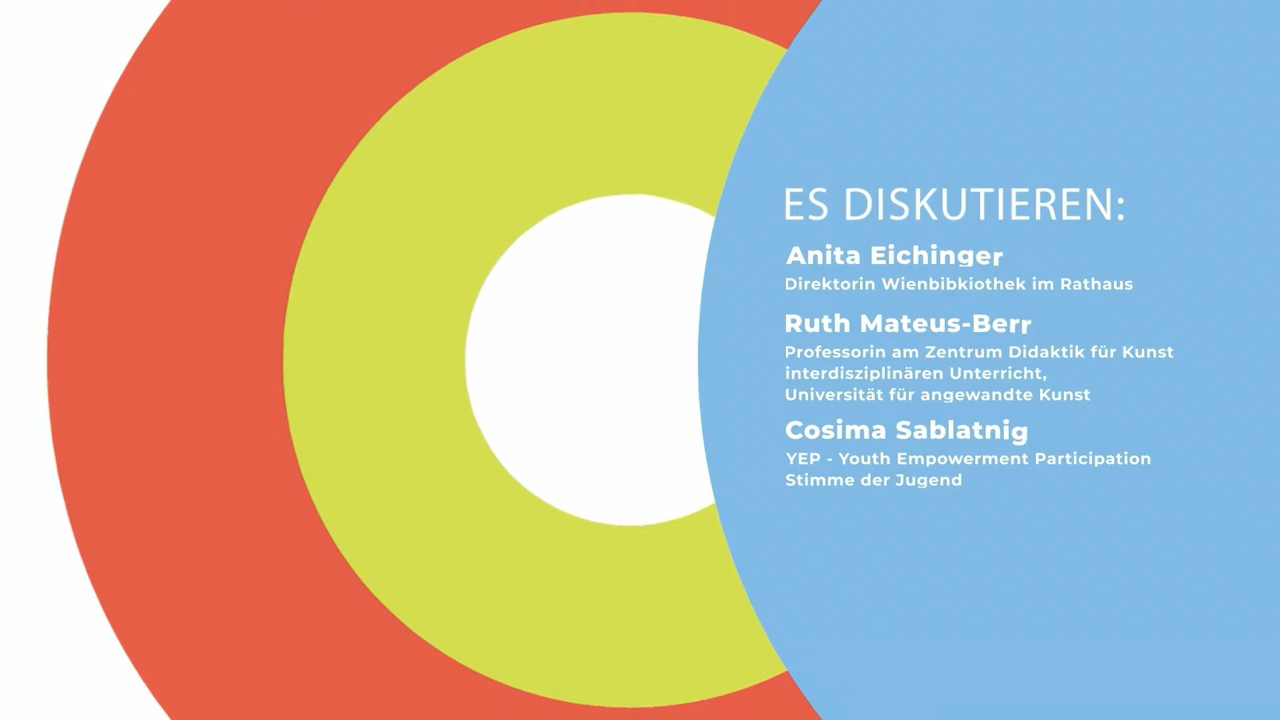 ES DISKUTIEREN:
Anita Eichinger
Direktorin Wienbibkiothek im Rathaus
Ruth Mateus-Berr
Professorin am Zentrum Didaktik für Kunst
interdisziplinären Unterricht,
Universität für angewandte Kunst
Cosima Sablatnig
YEP - Youth Empowerment Participation
Stimme der Jugend